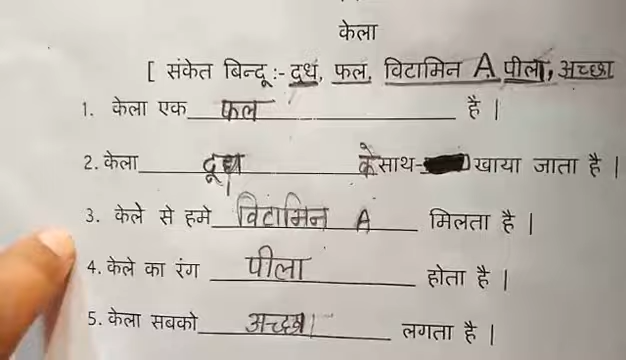 केला
[ संकेत बिन्दू :- दूध, फल, विटामिन A, पीला, अच्छा
1. केला एक फल है |
2. केला दूध के साथ खाया जाता है |
3. केले से हमे विटामिन A मिलता है |
4. केले का रंग पीला होता है |
5. केला सबको अच्छा लगता है |